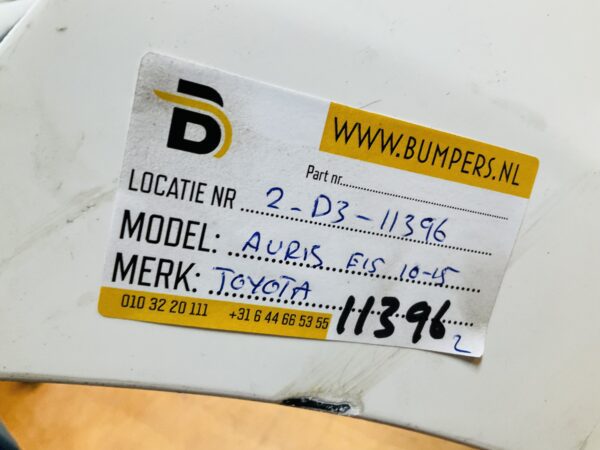 B
WWW.BUMPERS.NL
Part nr.
LOCATIE NR 2-D3-11396
MODEL: AURIS E15 10-15
MERK: TOYOTA
010 32 20 111 +31 6 44 66 53 55
11396
2